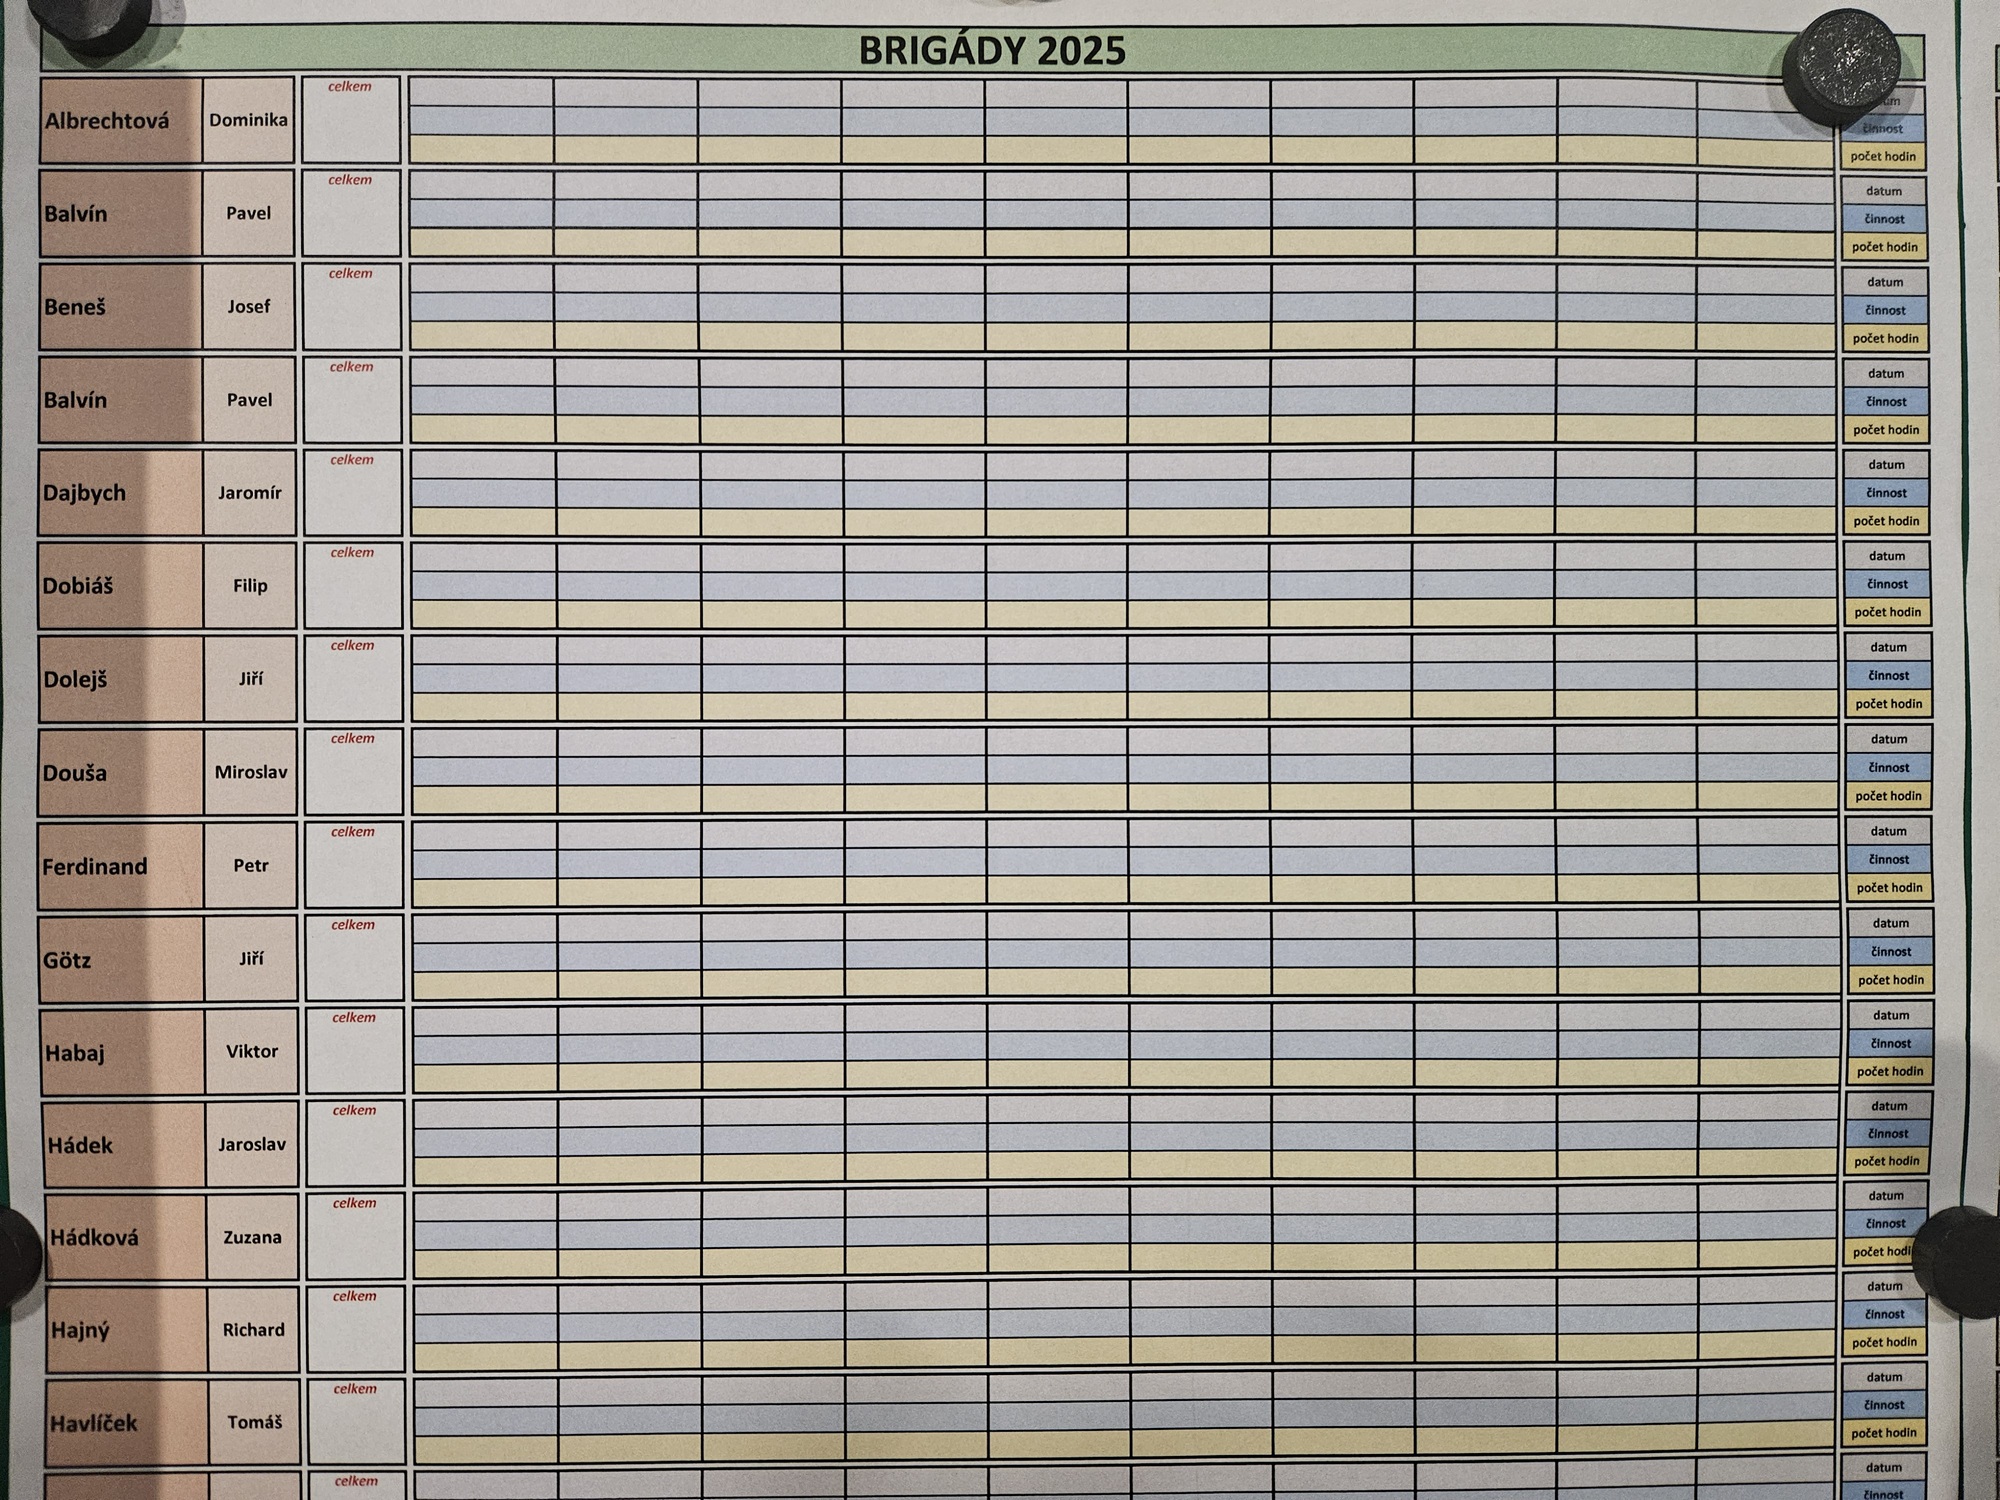 BRIGÁDY 2025
Albrechtová Dominika celkem
činnost
počet hodin
Balvín Pavel celkem datum
činnost
počet hodin
Beneš Josef celkem datum
činnost
počet hodin
Balvín Pavel celkem datum
činnost
počet hodin
Dajbych Jaromír celkem datum
činnost
počet hodin
Dobiáš Filip celkem datum
činnost
počet hodin
Dolejš Jiří celkem datum
činnost
počet hodin
Douša Miroslav celkem datum
činnost
počet hodin
Ferdinand Petr celkem datum
činnost
počet hodin
Götz Jiří celkem datum
činnost
počet hodin
Habaj Viktor celkem datum
činnost
počet hodin
Hádek Jaroslav celkem datum
činnost
počet hodin
Hádková Zuzana celkem datum
činnost
počet hodi
Hajný Richard celkem datum
činnost
počet hodin
Havlíček Tomáš celkem datum
činnost
počet hodin
celkem datum
činnost